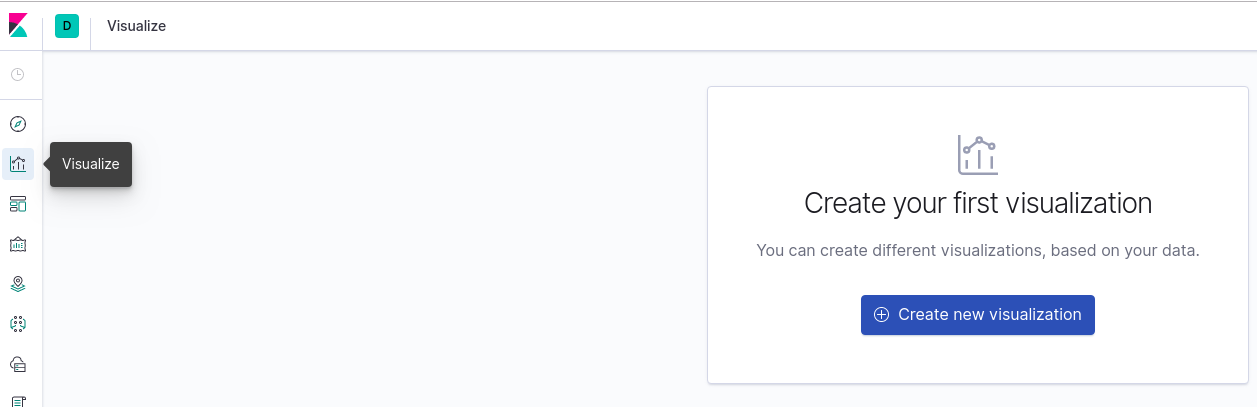 D
Visualize
Visualize
Create your first visualization
You can create different visualizations, based on your data.
Create new visualization